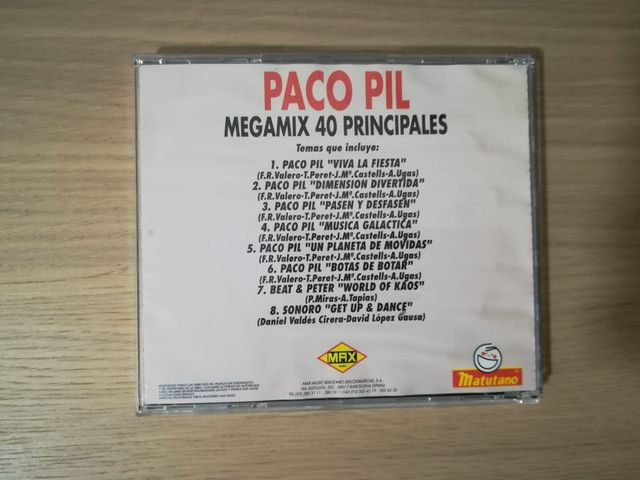 PACO PIL
MEGAMIX 40 PRINCIPALES
Temas que incluye:
1. PACO PIL "VIVA LA FIESTA"
(F.R.Valero-T.Peret-J.Mª.Castells-A.Ugas)
2. PACO PIL "DIMENSION DIVERTIDA"
(F.R.Valero-T.Peret-J.Mª.Castells-A.Ugas)
3. PACO PIL "PASEN Y DESFASEN"
(F.R.Valero-T.Peret-J.Mª.Castells-A.Ugas)
4. PACO PIL "MUSICA GALACTICA"
(F.R.Valero-T.Peret-J.Mª.Castells-A.Ugas)
5. PACO PIL "UN PLANETA DE MOVIDAS"
(F.R.Valero-T.Peret-J.Mª.Castells-A.Ugas)
6. PACO PIL "BOTAS DE BOTAR"
(F.R.Valero-T.Peret-J.Mª.Castells-A.Ugas)
7. BEAT & PETER "WORLD OF KAOS"
(P.Miras-A.Tapias)
8. SONORO "GET UP & DANCE"
(Daniel Valdés Cirera-David López Gausa)
MAX
MUSIC
Matutano
MAX MUSIC EDICIONES DISCOGRAFICAS, S.A.